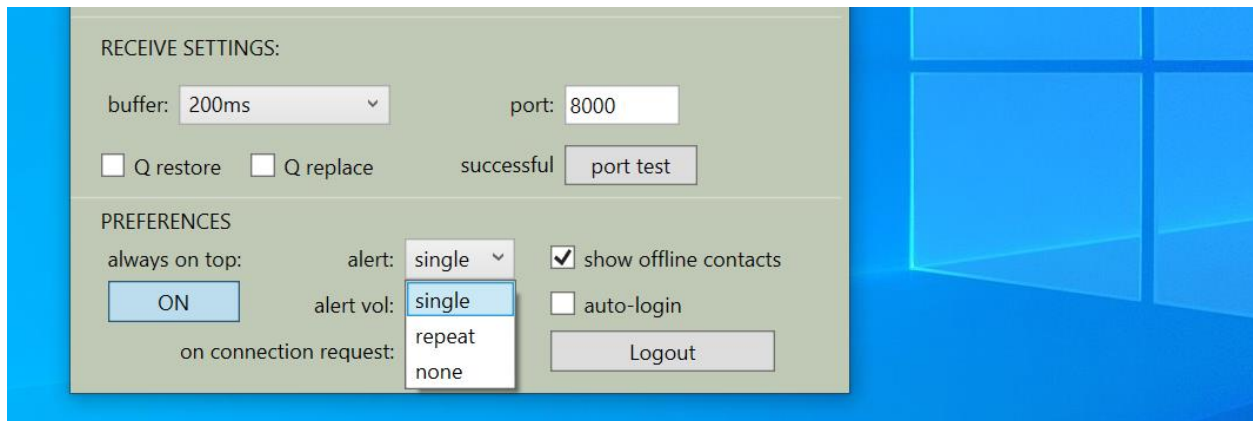 RECEIVE SETTINGS:
buffer: 200ms port: 8000
Q restore Q replace successful port test
PREFERENCES
always on top: alert: single show offline contacts
ON alert vol: single auto-login
repeat
on connection request: Logout
none